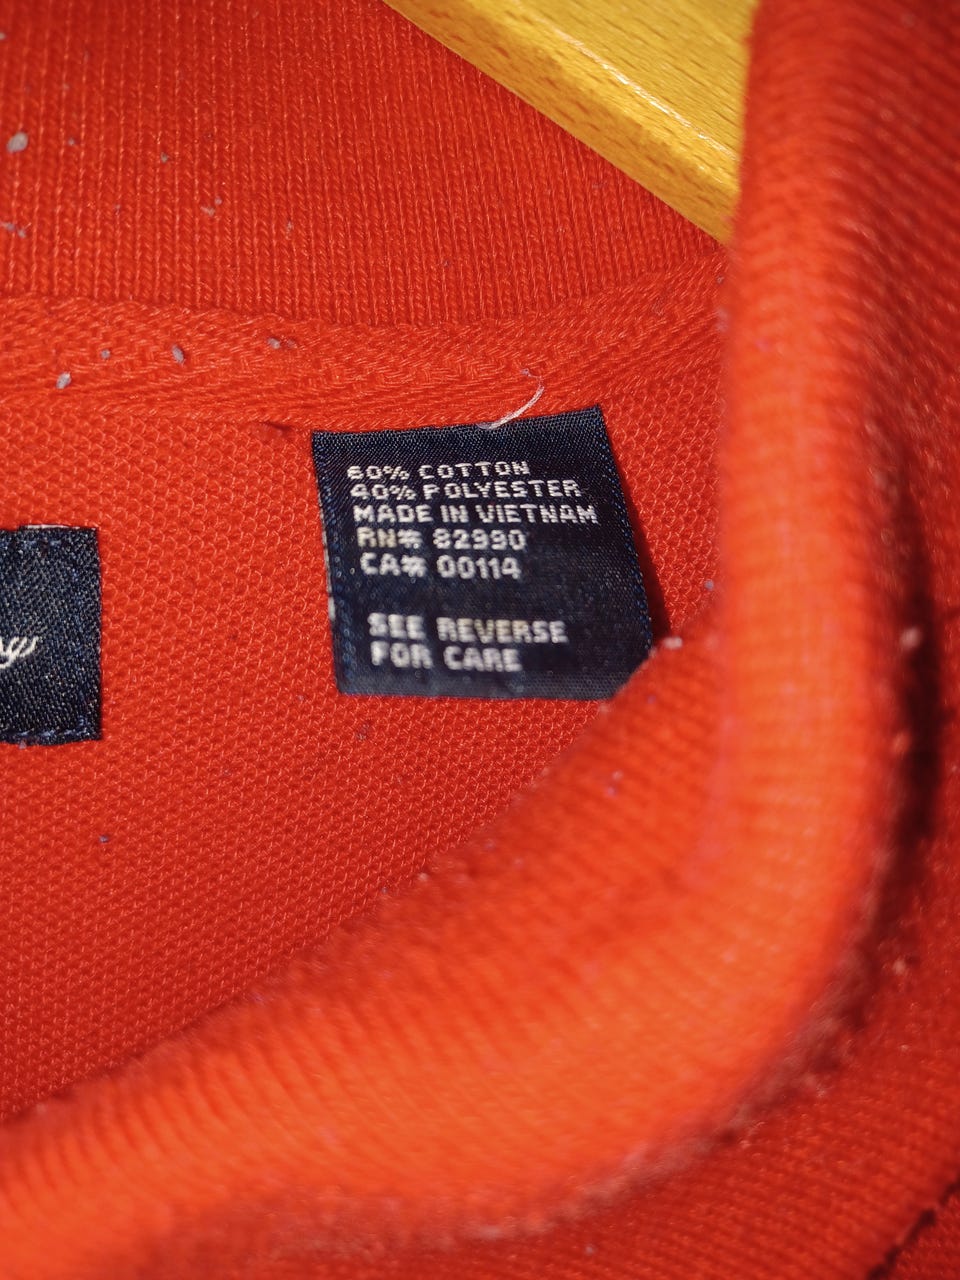 60% COTTON
40% POLYESTER
MADE IN VIETNAM
RN# 82990
CA# 00114
SEE REVERSE
FOR CARE